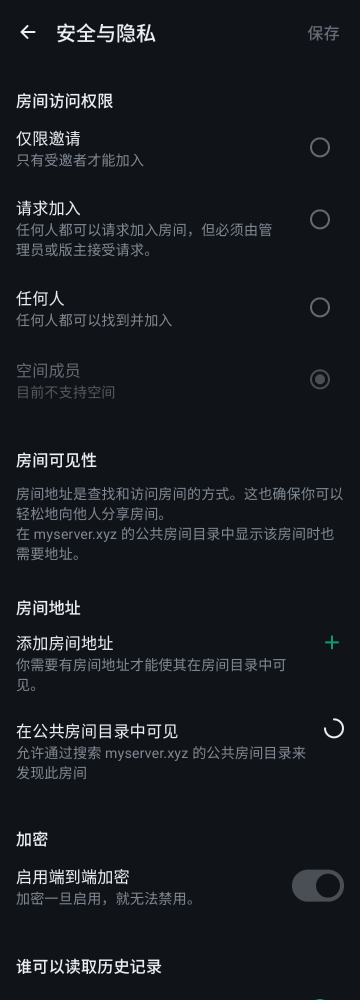 安全与隐私
保存
房间访问权限
仅限邀请
只有受邀者才能加入
请求加入
任何人都可以请求加入房间，但必须由管
理员或版主接受请求。
任何人
任何人都可以找到并加入
空间成员
目前不支持空间
房间可见性
房间地址是查找和访问房间的方式。这也确保你可以
轻松地向他人分享房间。
在 myserver.xyz 的公共房间目录中显示该房间时也
需要地址。
房间地址
添加房间地址
你需要有房间地址才能使其在房间目录中可
见。
在公共房间目录中可见
允许通过搜索 myserver.xyz 的公共房间目录来
发现此房间
加密
启用端到端加密
加密一旦启用，就无法禁用。
谁可以读取历史记录